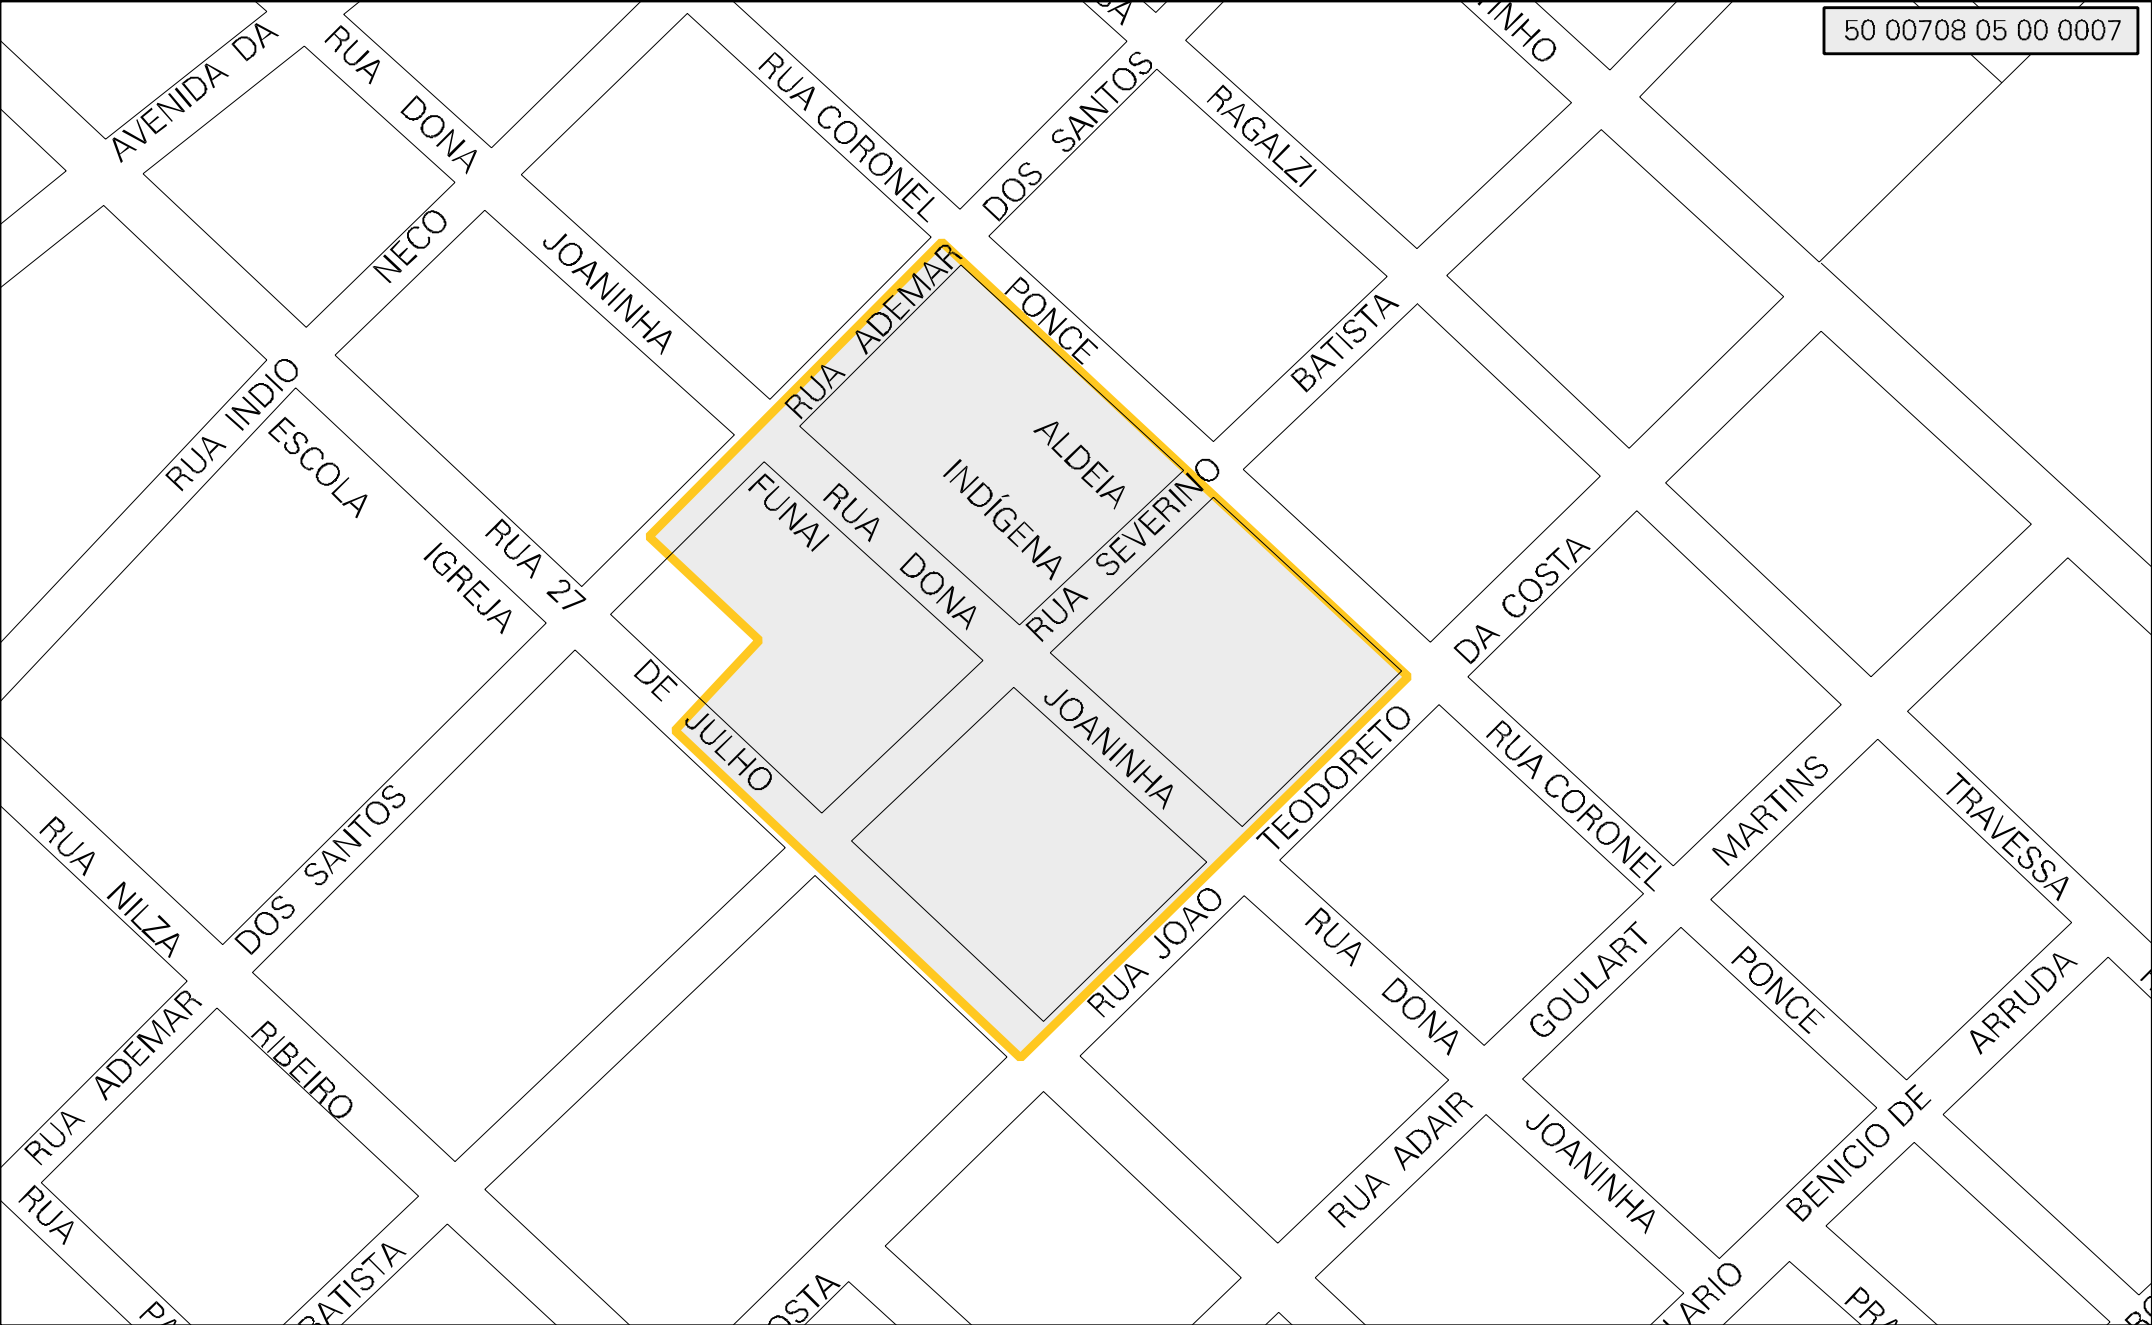 50 00708 05 00 0007
AVENIDA DA
RUA DONA
JOANINHA
RUA CORONEL
PONCE
DOS SANTOS
RAGALZI
NECO
RUA INDIO
RUA ADEMAR
BATISTA
ESCOLA
IGREJA
RUA 27
DE JULHO
FUNAI
RUA DONA
JOANINHA
ALDEIA
INDÍGENA
RUA SEVERINO
DA COSTA
TEODORETO
RUA JOAO
RUA CORONEL
PONCE
MARTINS
GOULART
TRAVESSA
RUA DONA
JOANINHA
RUA ADAIR
ARRUDA
BENICIO DE
RUA NILZA
RIBEIRO
DOS SANTOS
RUA ADEMAR
RUA
BATISTA